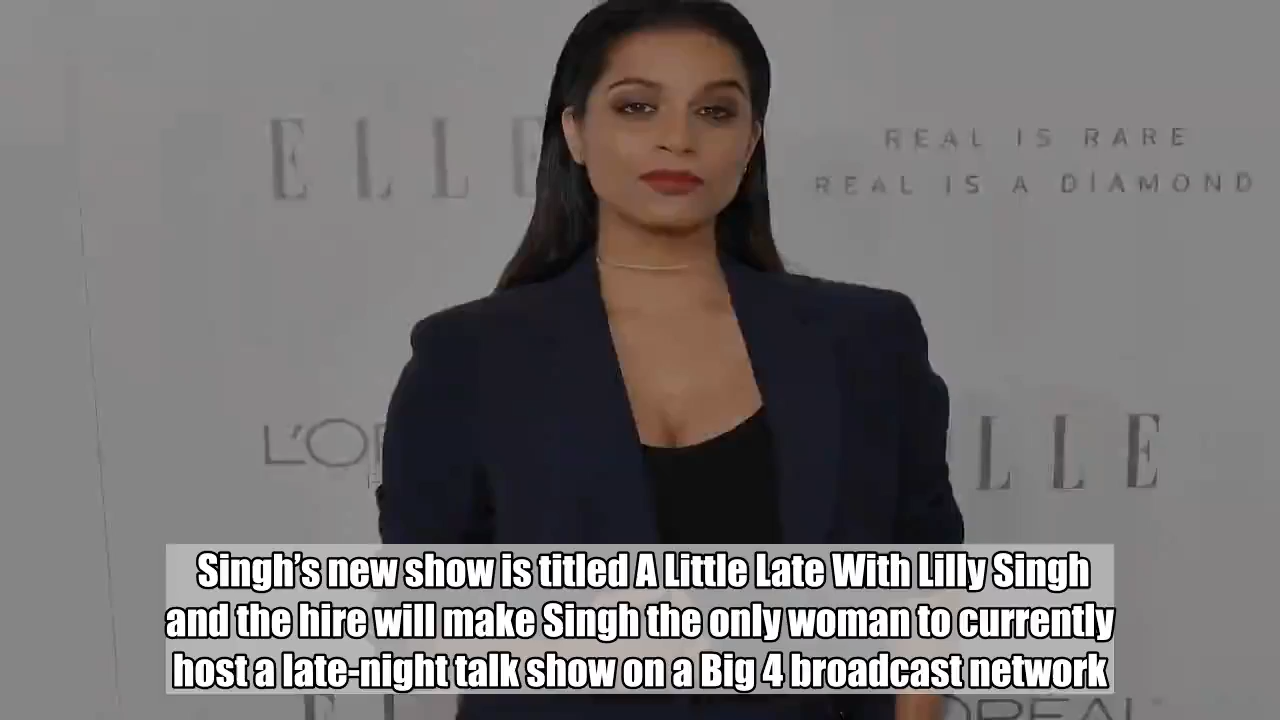 ELLE
REAL IS RARE
REAL IS A DIAMOND
L'O
LLE
Singh's new show is titled A Little Late With Lilly Singh
and the hire will make Singh the only woman to currently
host a late-night talk show on a Big 4 broadcast network
ORÉAL